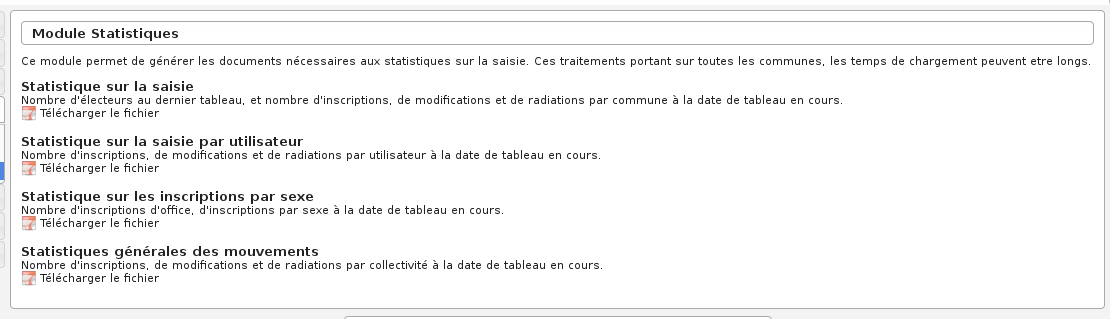 Module Statistiques
Ce module permet de générer les documents nécessaires aux statistiques sur la saisie. Ces traitements portant sur toutes les communes, les temps de chargement peuvent etre longs.
Statistique sur la saisie
Nombre d'électeurs au dernier tableau, et nombre d'inscriptions, de modifications et de radiations par commune à la date de tableau en cours.
Télécharger le fichier
Statistique sur la saisie par utilisateur
Nombre d'inscriptions, de modifications et de radiations par utilisateur à la date de tableau en cours.
Télécharger le fichier
Statistique sur les inscriptions par sexe
Nombre d'inscriptions d'office, d'inscriptions par sexe à la date de tableau en cours.
Télécharger le fichier
Statistiques générales des mouvements
Nombre d'inscriptions, de modifications et de radiations par collectivité à la date de tableau en cours.
Télécharger le fichier